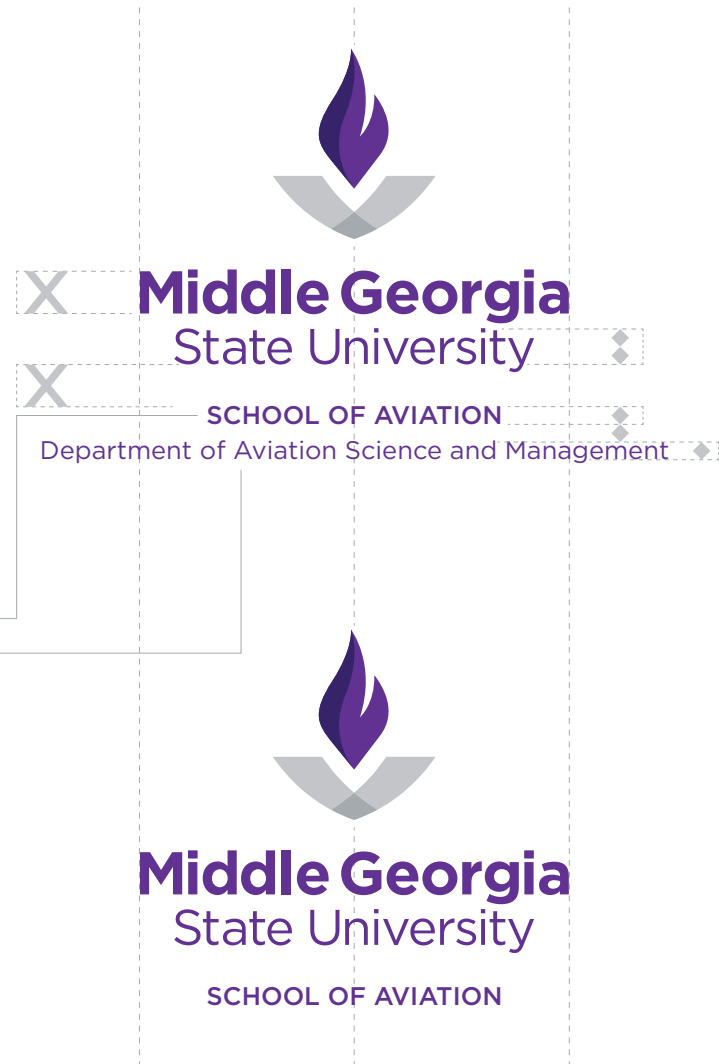 X Middle Georgia
State University
X
SCHOOL OF AVIATION
Department of Aviation Science and Management
Middle Georgia
State University
SCHOOL OF AVIATION